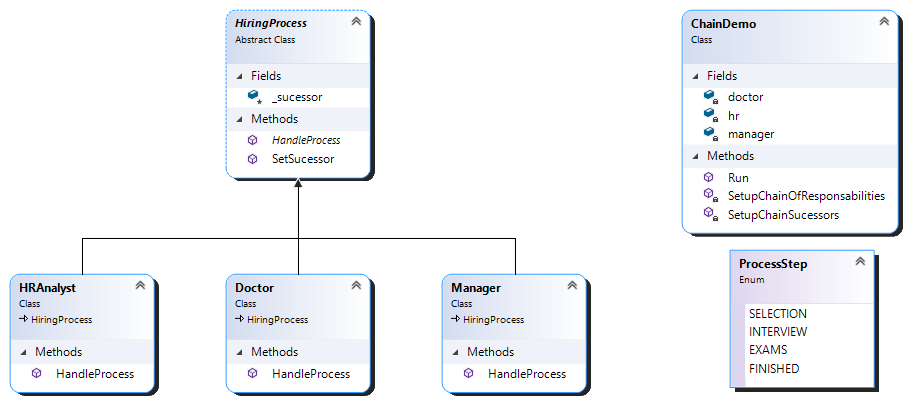 HiringProcess
Abstract Class
Fields
_sucessor
Methods
HandleProcess
SetSucessor
ChainDemo
Class
Fields
doctor
hr
manager
Methods
Run
SetupChainOfResponsabilities
SetupChainSucessors
HRAnalyst
Class
HiringProcess
Methods
HandleProcess
Doctor
Class
HiringProcess
Methods
HandleProcess
Manager
Class
HiringProcess
Methods
HandleProcess
ProcessStep
Enum
SELECTION
INTERVIEW
EXAMS
FINISHED